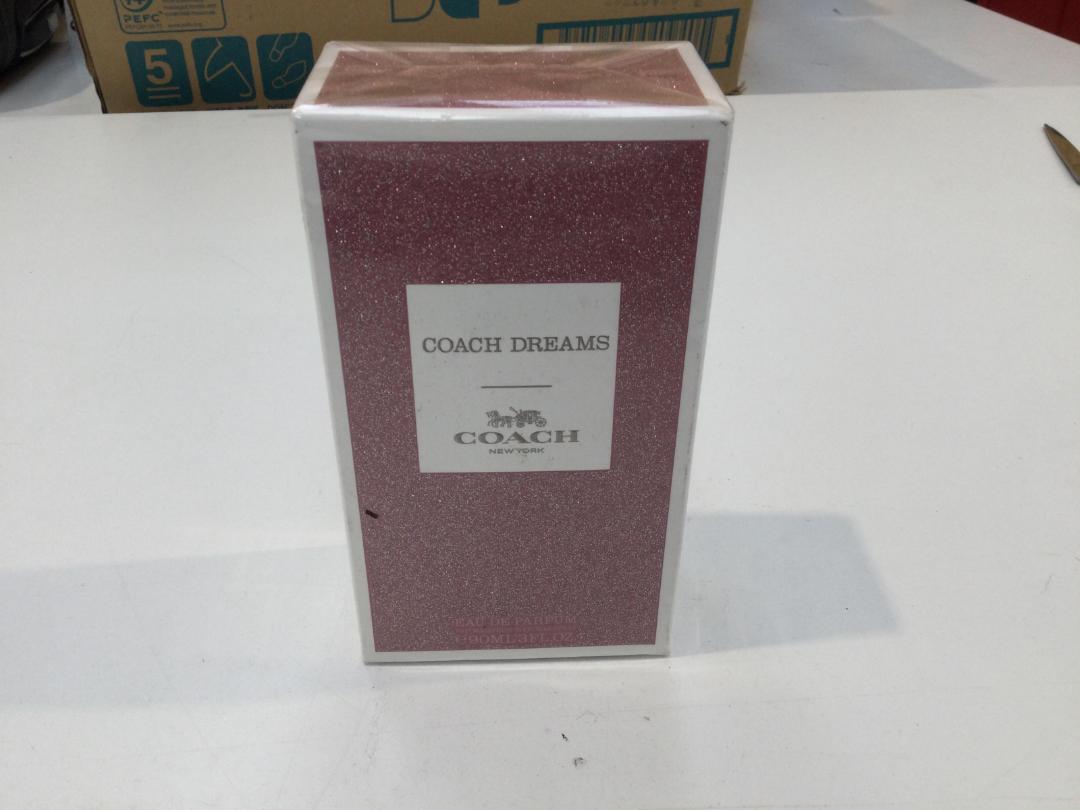 PEFC
5
COACH DREAMS
COACH
NEW YORK
EAU DE PARFUM
℮90ML/3FL.OZ